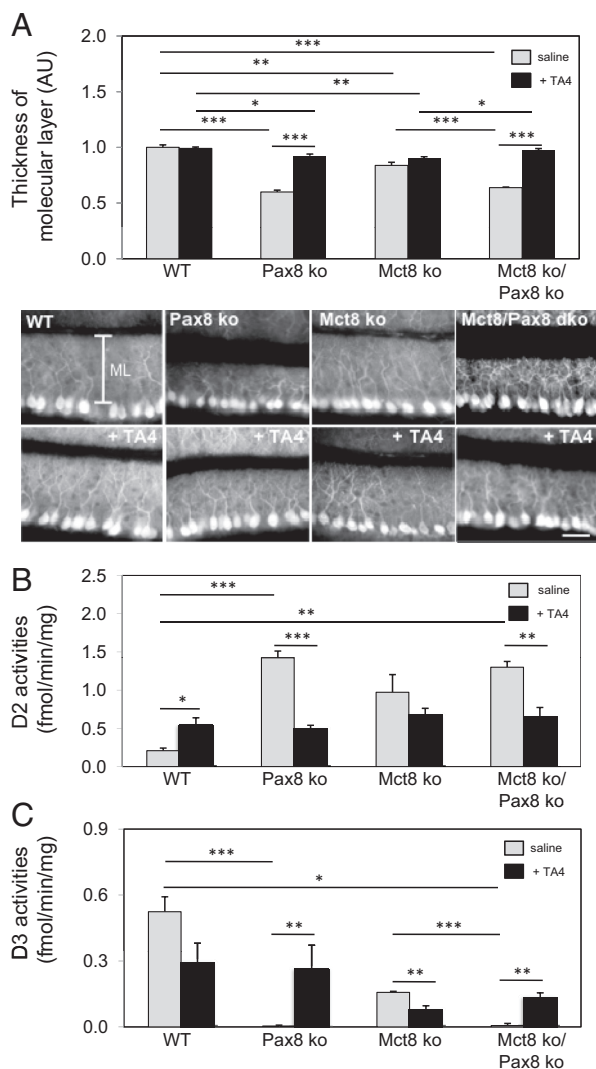 A
Thickness of
molecular layer (AU)
2.0
1.5
1.0
0.5
0.0
saline
+ TA4
***
**
**
*
*
***
***
***
***
WT
Pax8 ko
Mct8 ko
Mct8 ko/
Pax8 ko
WT
Pax8 ko
Mct8 ko
Mct8/Pax8 dko
ML
+ TA4
+ TA4
+ TA4
+ TA4
B
D2 activities
(fmol/min/mg)
2.5
2.0
1.5
1.0
0.5
0.0
saline
+ TA4
***
**
***
**
*
WT
Pax8 ko
Mct8 ko
Mct8 ko/
Pax8 ko
C
D3 activities
(fmol/min/mg)
0.9
0.6
0.3
0.0
saline
+ TA4
***
*
**
***
**
**
WT
Pax8 ko
Mct8 ko
Mct8 ko/
Pax8 ko